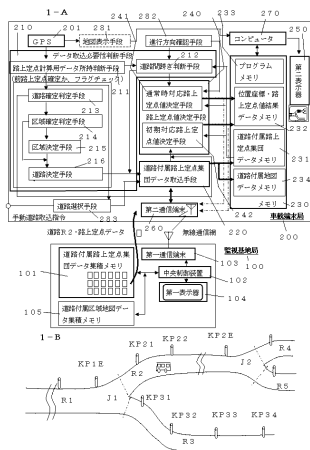 1-A
210
201
281
241
282
240
233
270
250
GPS
地図表示手段
進行方向確認手段
コンピュータ
データ取込必要性判断手段
路上定点計算用データ所持判断手段
(前路上定点確定か、フラグチェック)
212
211
道路間跨ぎ判断手段
プログラム
メモリ
第二表示器
道路確定判定手段
213
区域確定判定手段
214
区域決定手段
215
道路決定手段
216
通常時対応路上
定点値決定手段
路上定点値決定手段
初期対応路上定
点値決定手段
位置座標・路
上定点値結果
データメモリ
232
道路付属路
上定点集団
データメモリ
231
道路付属路上定点集
団データ取込手段
道路付属地図
データメモリ
234
メモリ
230
道路選択手段
283
手動道路取込指令
第二通信端末
242
220
車載端末局
200
260
道路R2・路上定点データ
無線通信網
監視基地局
100
101
道路付属路上定点集
団データ集積メモリ
第一通信端末
103
中央制御装置
102
第一表示器
104
105
道路付属区域地図デー
タ集積メモリ
1-B
KP21
KP22
KP2E
R4
KP1E
R2
J2
R1
J1
KP31
R5
KP32
KP33
KP34
R3